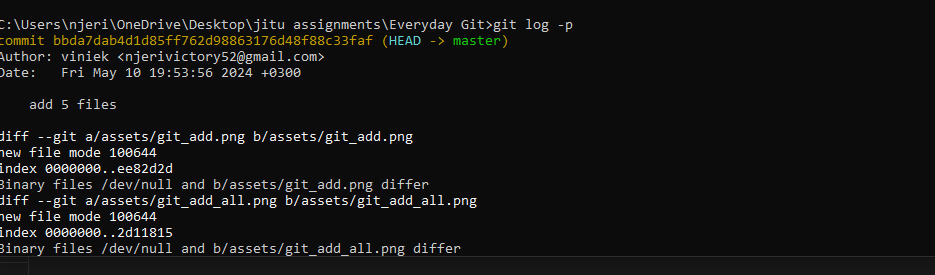 C:\Users\njeri\OneDrive\Desktop\jitu assignments\Everyday Git>git log -p
commit bbda7dab4d1d85ff762d98863176d48f88c33faf (HEAD -> master)
Author: viniek <njerivictory52@gmail.com>
Date:   Fri May 10 19:53:56 2024 +0300
    add 5 files
diff --git a/assets/git_add.png b/assets/git_add.png
new file mode 100644
index 0000000..ee82d2d
Binary files /dev/null and b/assets/git_add.png differ
diff --git a/assets/git_add_all.png b/assets/git_add_all.png
new file mode 100644
index 0000000..2d11815
Binary files /dev/null and b/assets/git_add_all.png differ